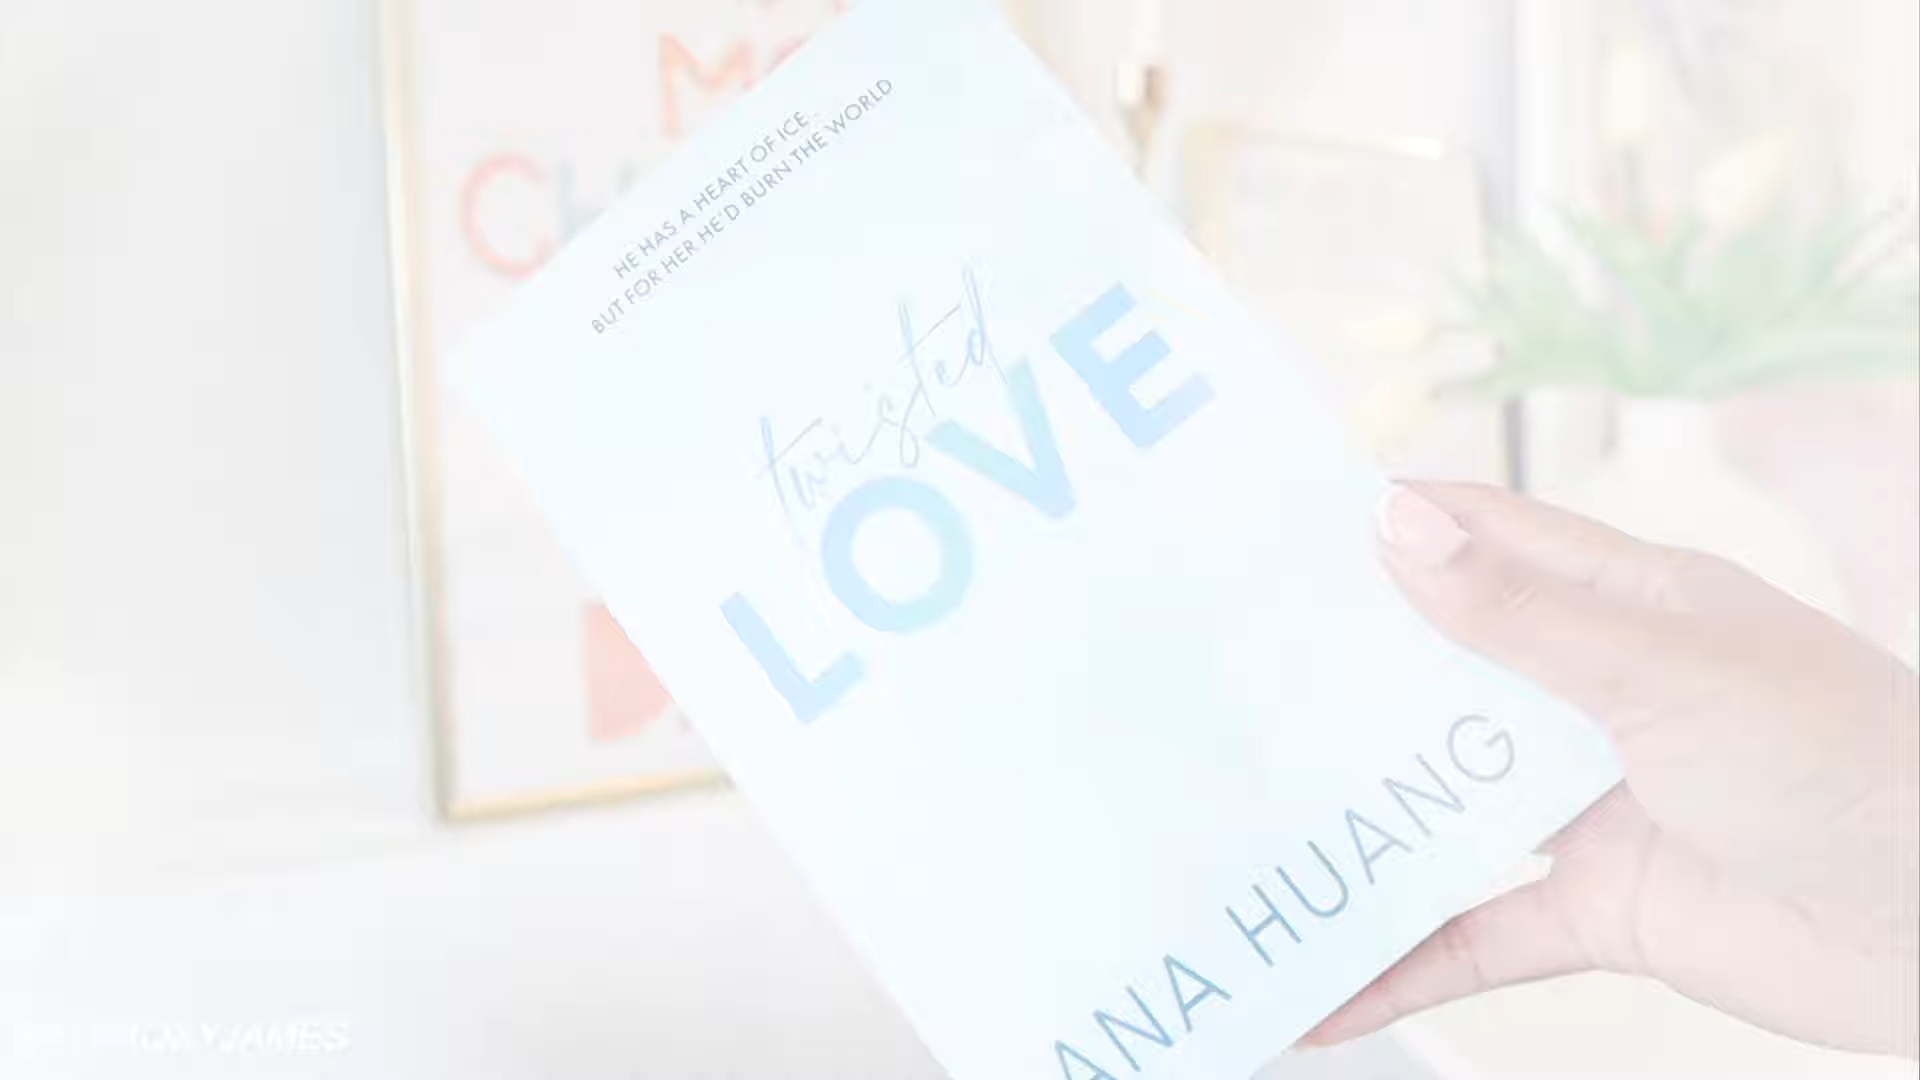 HE HAS A HEART OF ICE
BUT FOR HER HE'D BURN THE WORLD
twisted
LOVE
ANA HUANG